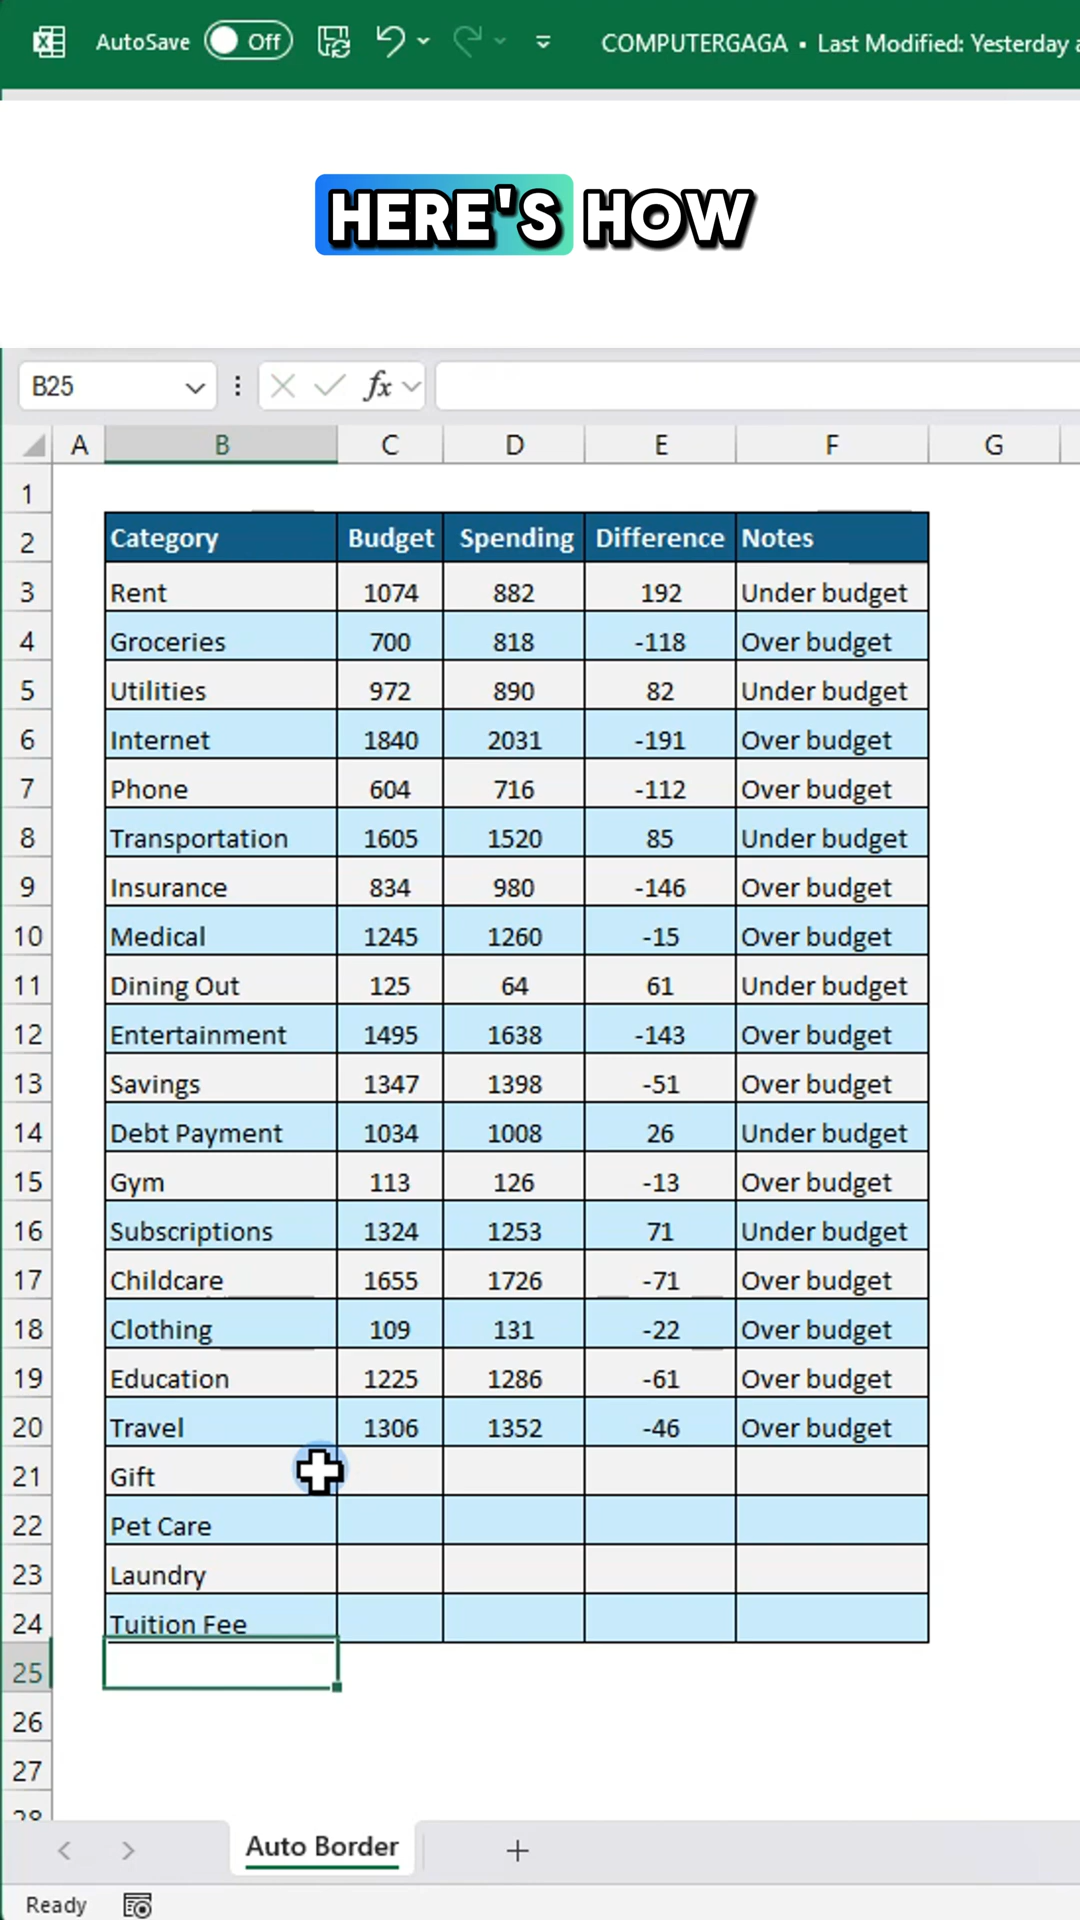 AutoSave Off COMPUTERGAGA • Last Modified: Yesterday
HERE'S HOW
B25 fx
A B C D E F G
1
2 Category Budget Spending Difference Notes
3 Rent 1074 882 192 Under budget
4 Groceries 700 818 -118 Over budget
5 Utilities 972 890 82 Under budget
6 Internet 1840 2031 -191 Over budget
7 Phone 604 716 -112 Over budget
8 Transportation 1605 1520 85 Under budget
9 Insurance 834 980 -146 Over budget
10 Medical 1245 1260 -15 Over budget
11 Dining Out 125 64 61 Under budget
12 Entertainment 1495 1638 -143 Over budget
13 Savings 1347 1398 -51 Over budget
14 Debt Payment 1034 1008 26 Under budget
15 Gym 113 126 -13 Over budget
16 Subscriptions 1324 1253 71 Under budget
17 Childcare 1655 1726 -71 Over budget
18 Clothing 109 131 -22 Over budget
19 Education 1225 1286 -61 Over budget
20 Travel 1306 1352 -46 Over budget
21 Gift
22 Pet Care
23 Laundry
24 Tuition Fee
25
26
27
28
Auto Border
Ready